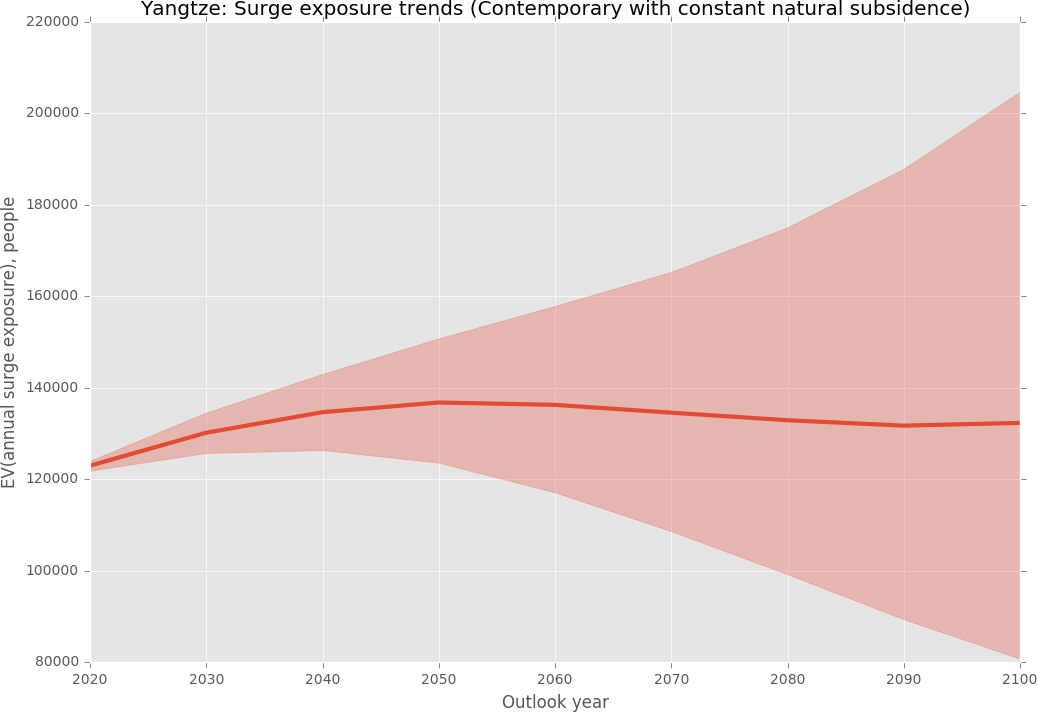 Yangtze: Surge exposure trends (Contemporary with constant natural subsidence)
EV(annual surge exposure), people
220000
200000
180000
160000
140000
120000
100000
80000
2020 2030 2040 2050 2060 2070 2080 2090 2100
Outlook year